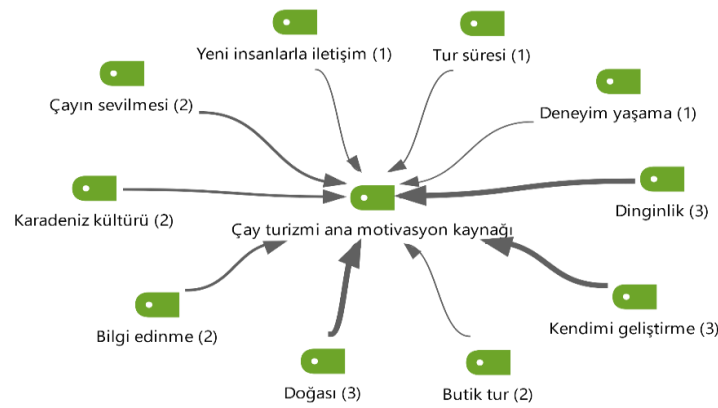 Yeni insanlarla iletişim (1)
Tur süresi (1)
Çayın sevilmesi (2)
Deneyim yaşama (1)
Karadeniz kültürü (2)
Dinginlik (3)
Çay turizmi ana motivasyon kaynağı
Bilgi edinme (2)
Kendimi geliştirme (3)
Doğası (3)
Butik tur (2)